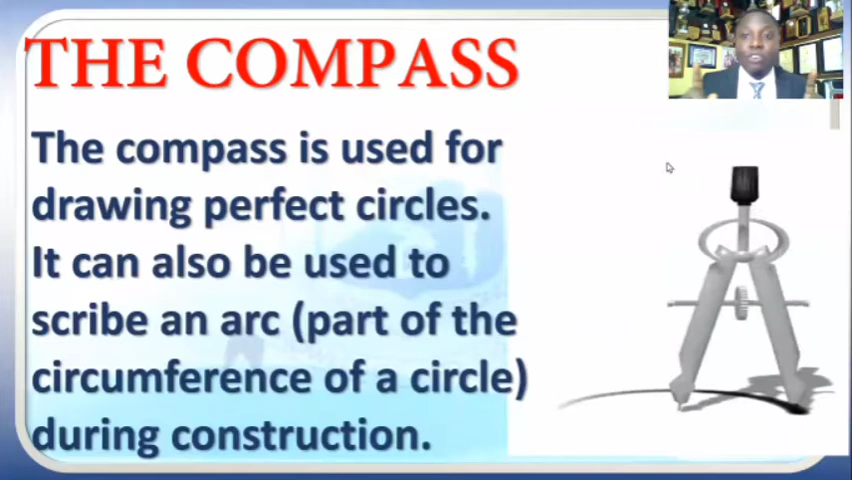 THE COMPASS
The compass is used for
drawing perfect circles.
It can also be used to
scribe an arc (part of the
circumference of a circle)
during construction.